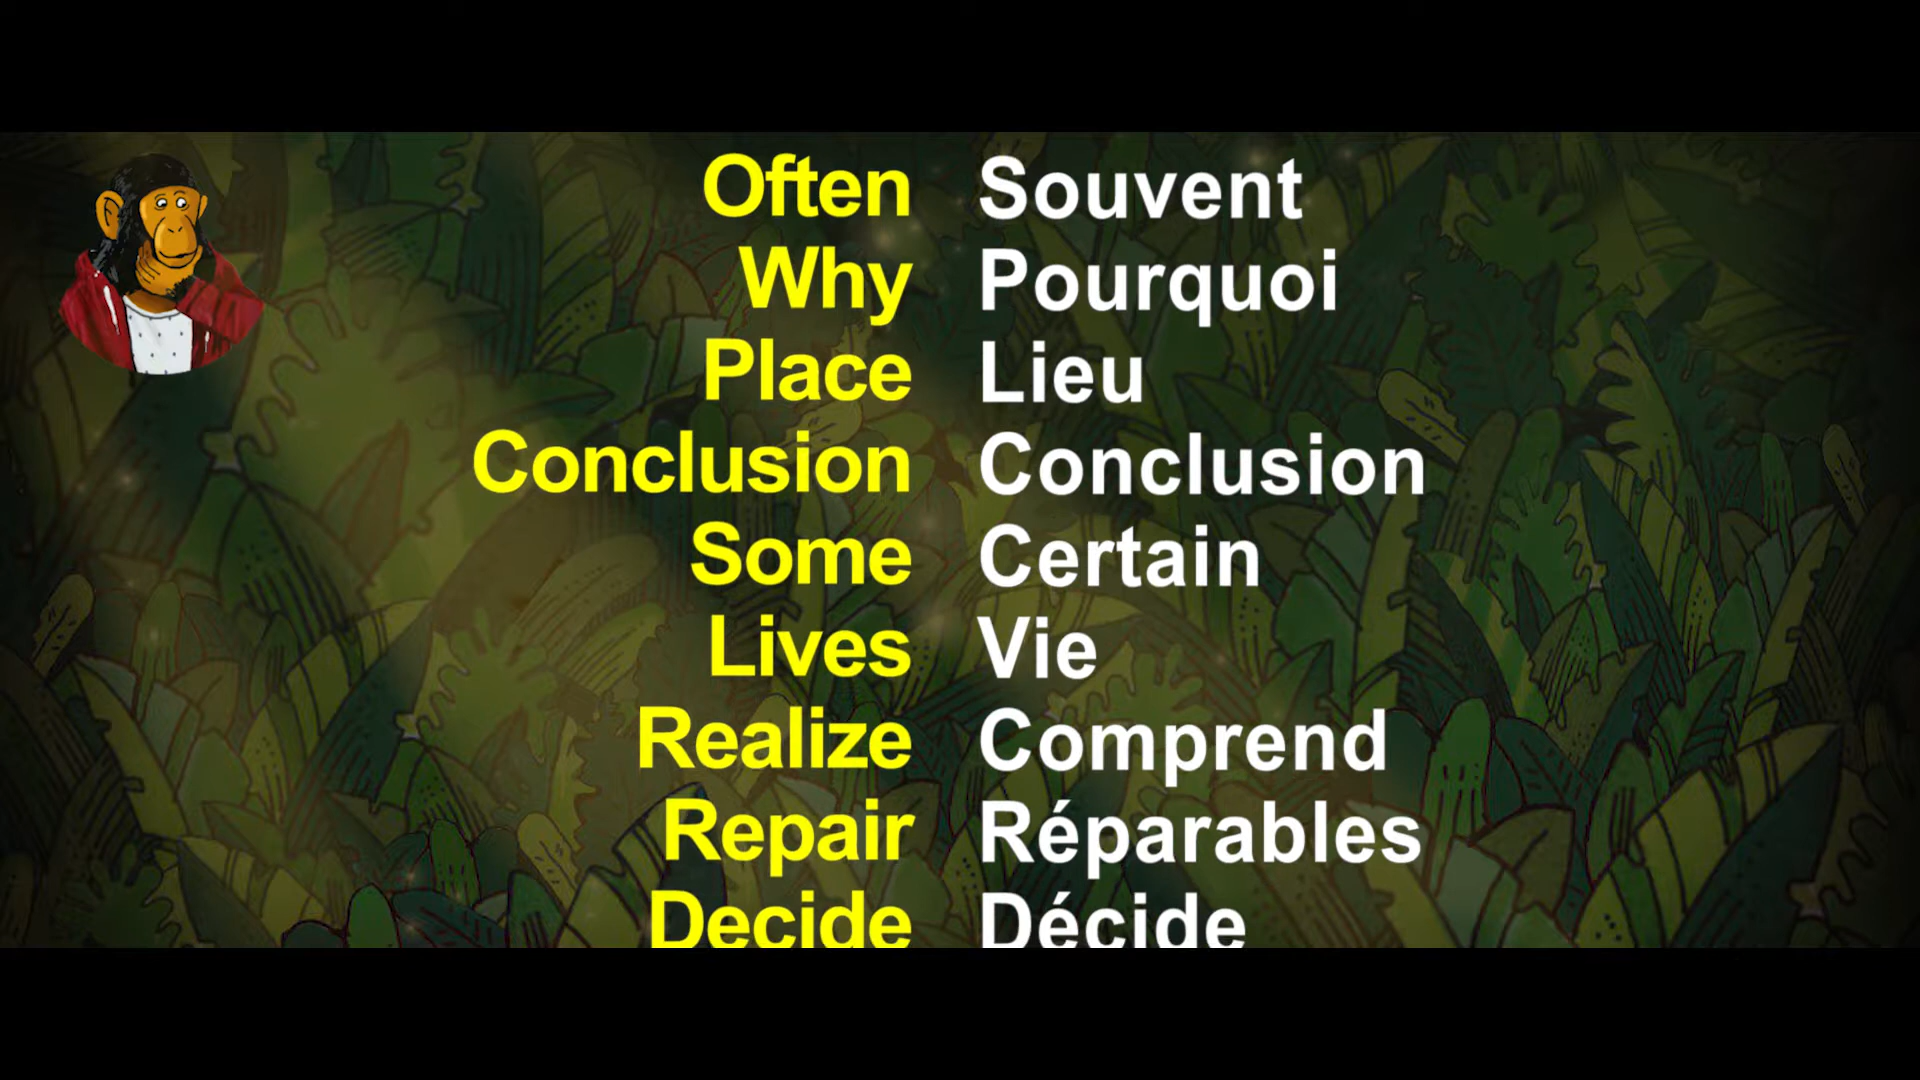 Often Souvent
Why Pourquoi
Place Lieu
Conclusion Conclusion
Some Certain
Lives Vie
Realize Comprend
Repair Réparables
Decide Décide